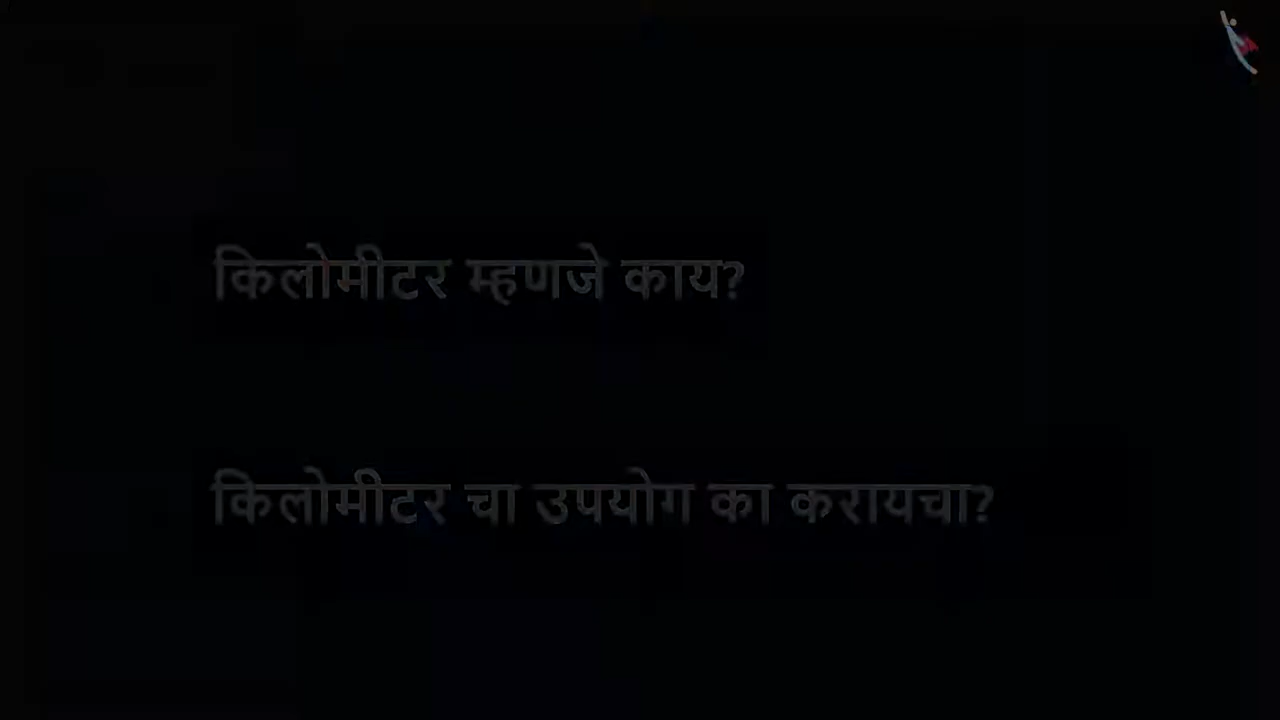 किलोमीटर म्हणजे काय?
किलोमीटर चा उपयोग का करायचा?